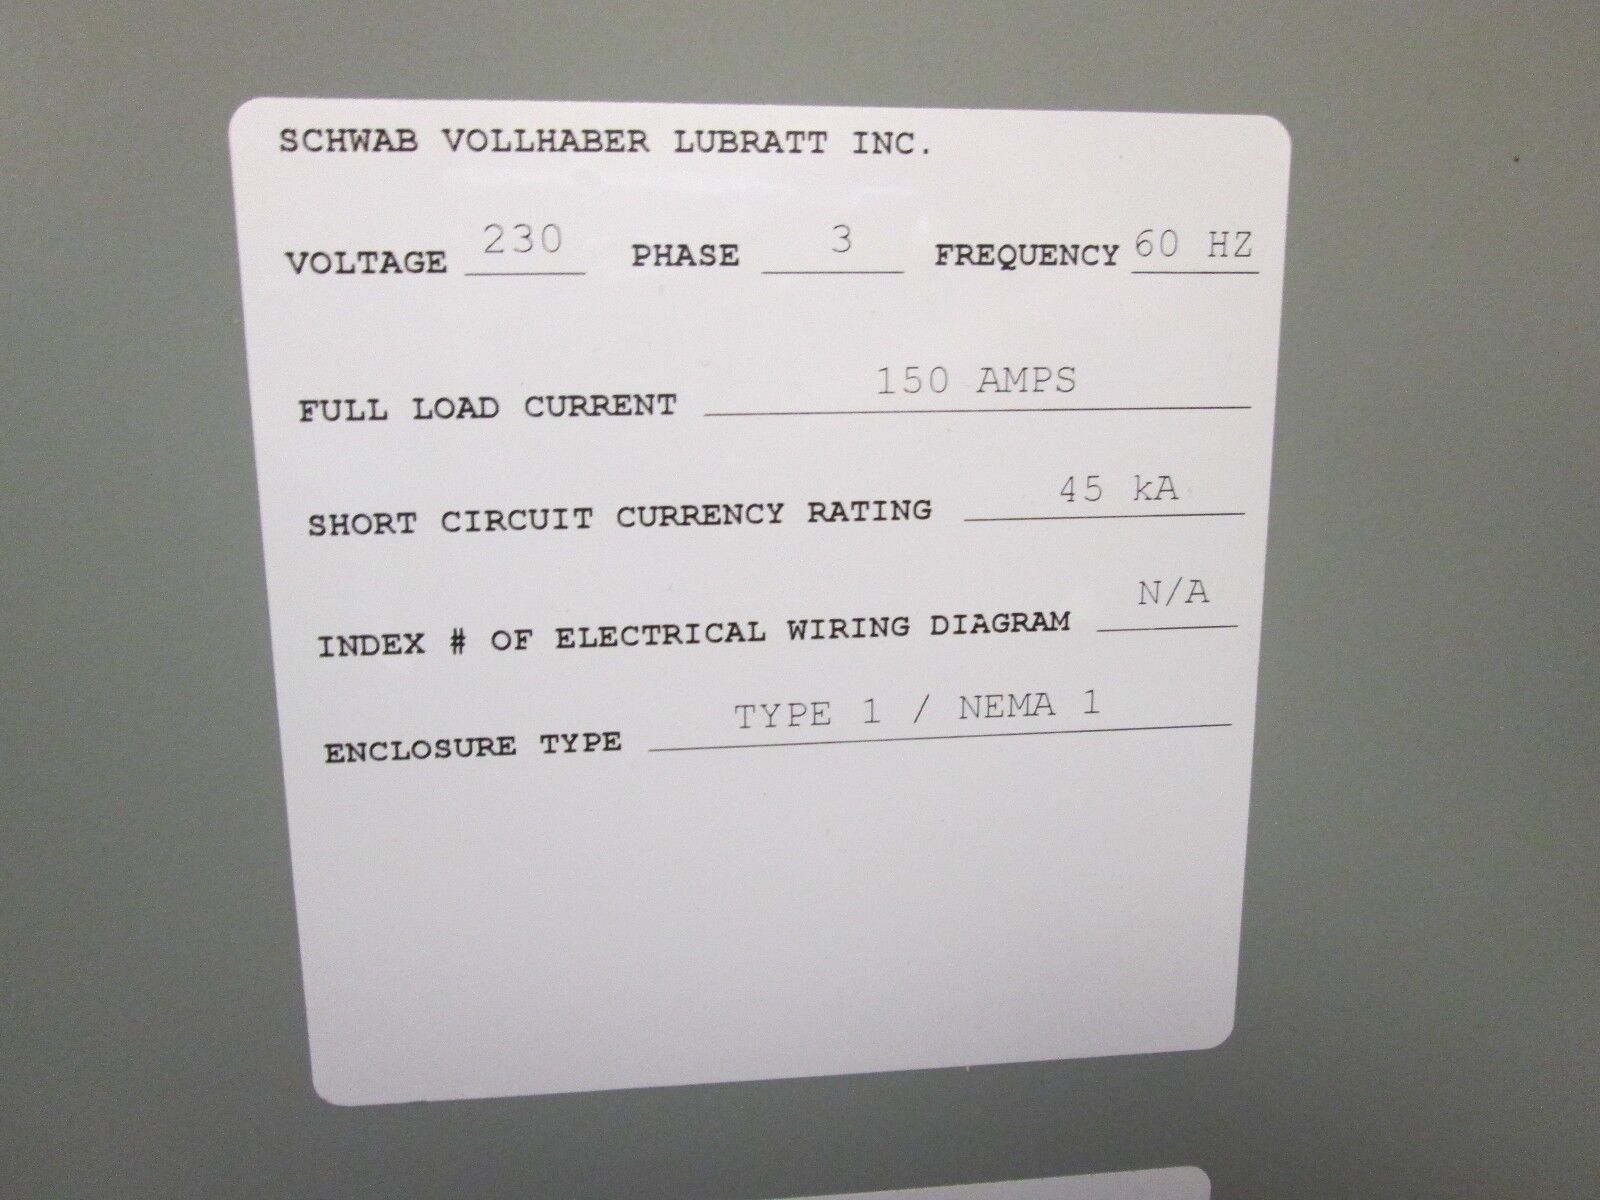 SCHWAB VOLLHABER LUBRATT INC.
VOLTAGE 230 PHASE 3 FREQUENCY 60 HZ
FULL LOAD CURRENT 150 AMPS
SHORT CIRCUIT CURRENCY RATING 45 kA
INDEX # OF ELECTRICAL WIRING DIAGRAM N/A
ENCLOSURE TYPE TYPE 1 / NEMA 1